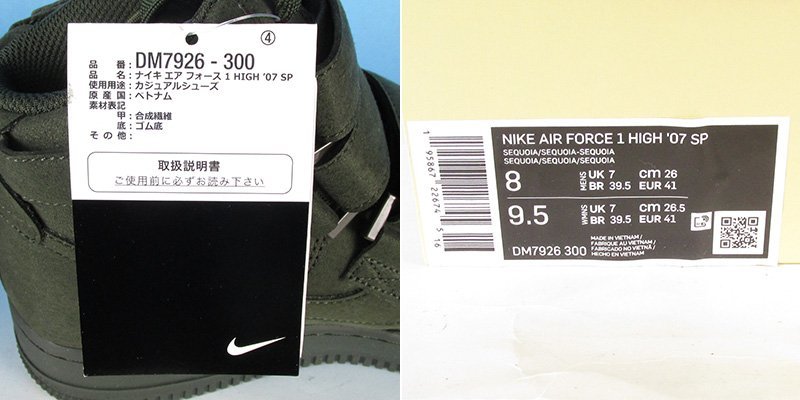 ④
品　番: DM7926 - 300
品　名: ナイキ エア フォース 1 HIGH '07 SP
使用用途: カジュアルシューズ
原 産 国: ベトナム
素材表記
甲: 合成繊維
底: ゴム底
そ の 他:
取扱説明書
ご使用前に必ずお読み下さい
1 95867 22674 5 16
NIKE AIR FORCE 1 HIGH '07 SP
SEQUOIA/SEQUOIA-SEQUOIA
SEQUOIA/SEQUOIA/SEQUOIA
8 MENS UK 7 cm 26
BR 39.5 EUR 41
9.5 WMNS UK 7 cm 26.5
BR 39.5 EUR 41
MADE IN VIETNAM/
FABRIQUE AU VIETNAM/
FABRICADO NO VIETNÃ/
HECHO EN VIETNAM
DM7926 300